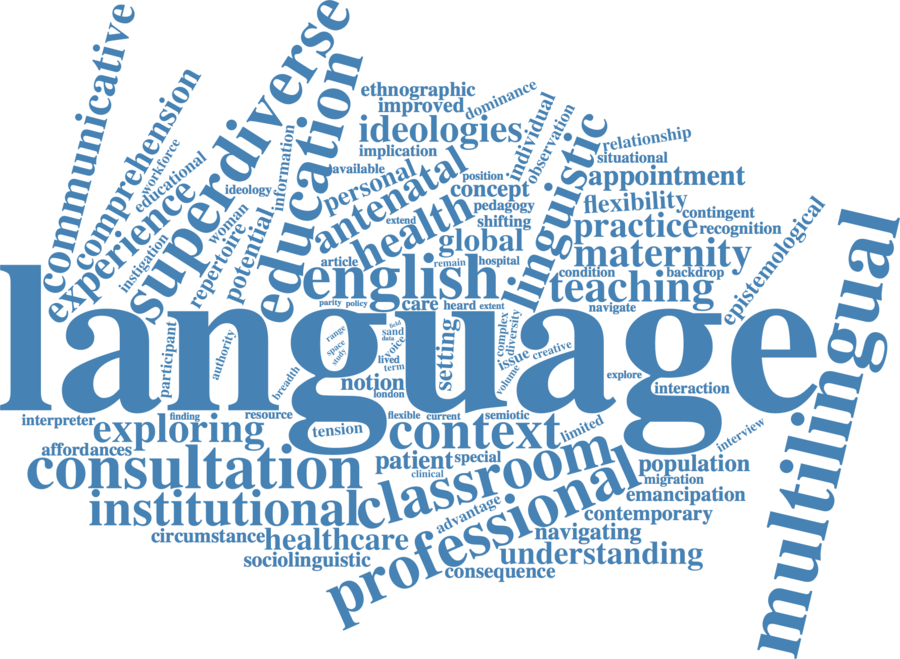 communicative
comprehension
workforce
educational
experience
instigation
superdiverse
woman
ideology
repertoire
potential
information
education
ethnographic
improved
dominance
ideologies
implication
available
personal
antenatal
position
individual
observation
concept
pedagogy
extend
health
shifting
global
article
remain
hospital
english
parity
policy
care
heard
extent
linguistic
relationship
situational
appointment
flexibility
contingent
practice
recognition
maternity
condition
backdrop
teaching
navigate
epistemological
multilingual
language
participant
authority
breadth
range
space
study
field
sand
data
voice
lived
term
notion
london
setting
complex
diversity
issue
creative
volume
explore
interaction
interpreter
finding
resource
flexible
current
semiotic
exploring
tension
context
limited
interview
affordances
consultation
patient
special
clinical
classroom
population
migration
institutional
advantage
professional
emancipation
contemporary
circumstance
healthcare
navigating
sociolinguistic
understanding
consequence